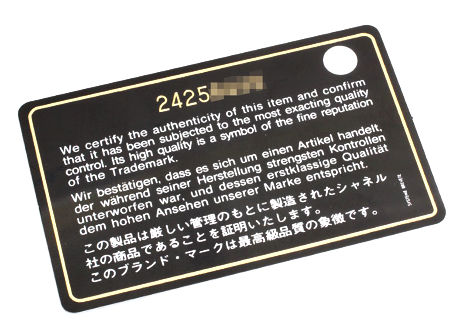 2425
We certify the authenticity of this item and confirm
that it has been subjected to the most exacting quality
control. Its high quality is a symbol of the fine reputation
of the Trademark.
Wir bestätigen, dass es sich um einen Artikel handelt,
der während seiner Herstellung strengsten Kontrollen
unterworfen war, und dessen erstklassige Qualität
dem hohen Ansehen unserer Marke entspricht.
この製品は厳しい管理のもとに製造されたシャネル
社の商品であることを証明いたします。
このブランド・マークは最高級品質の象徴です。